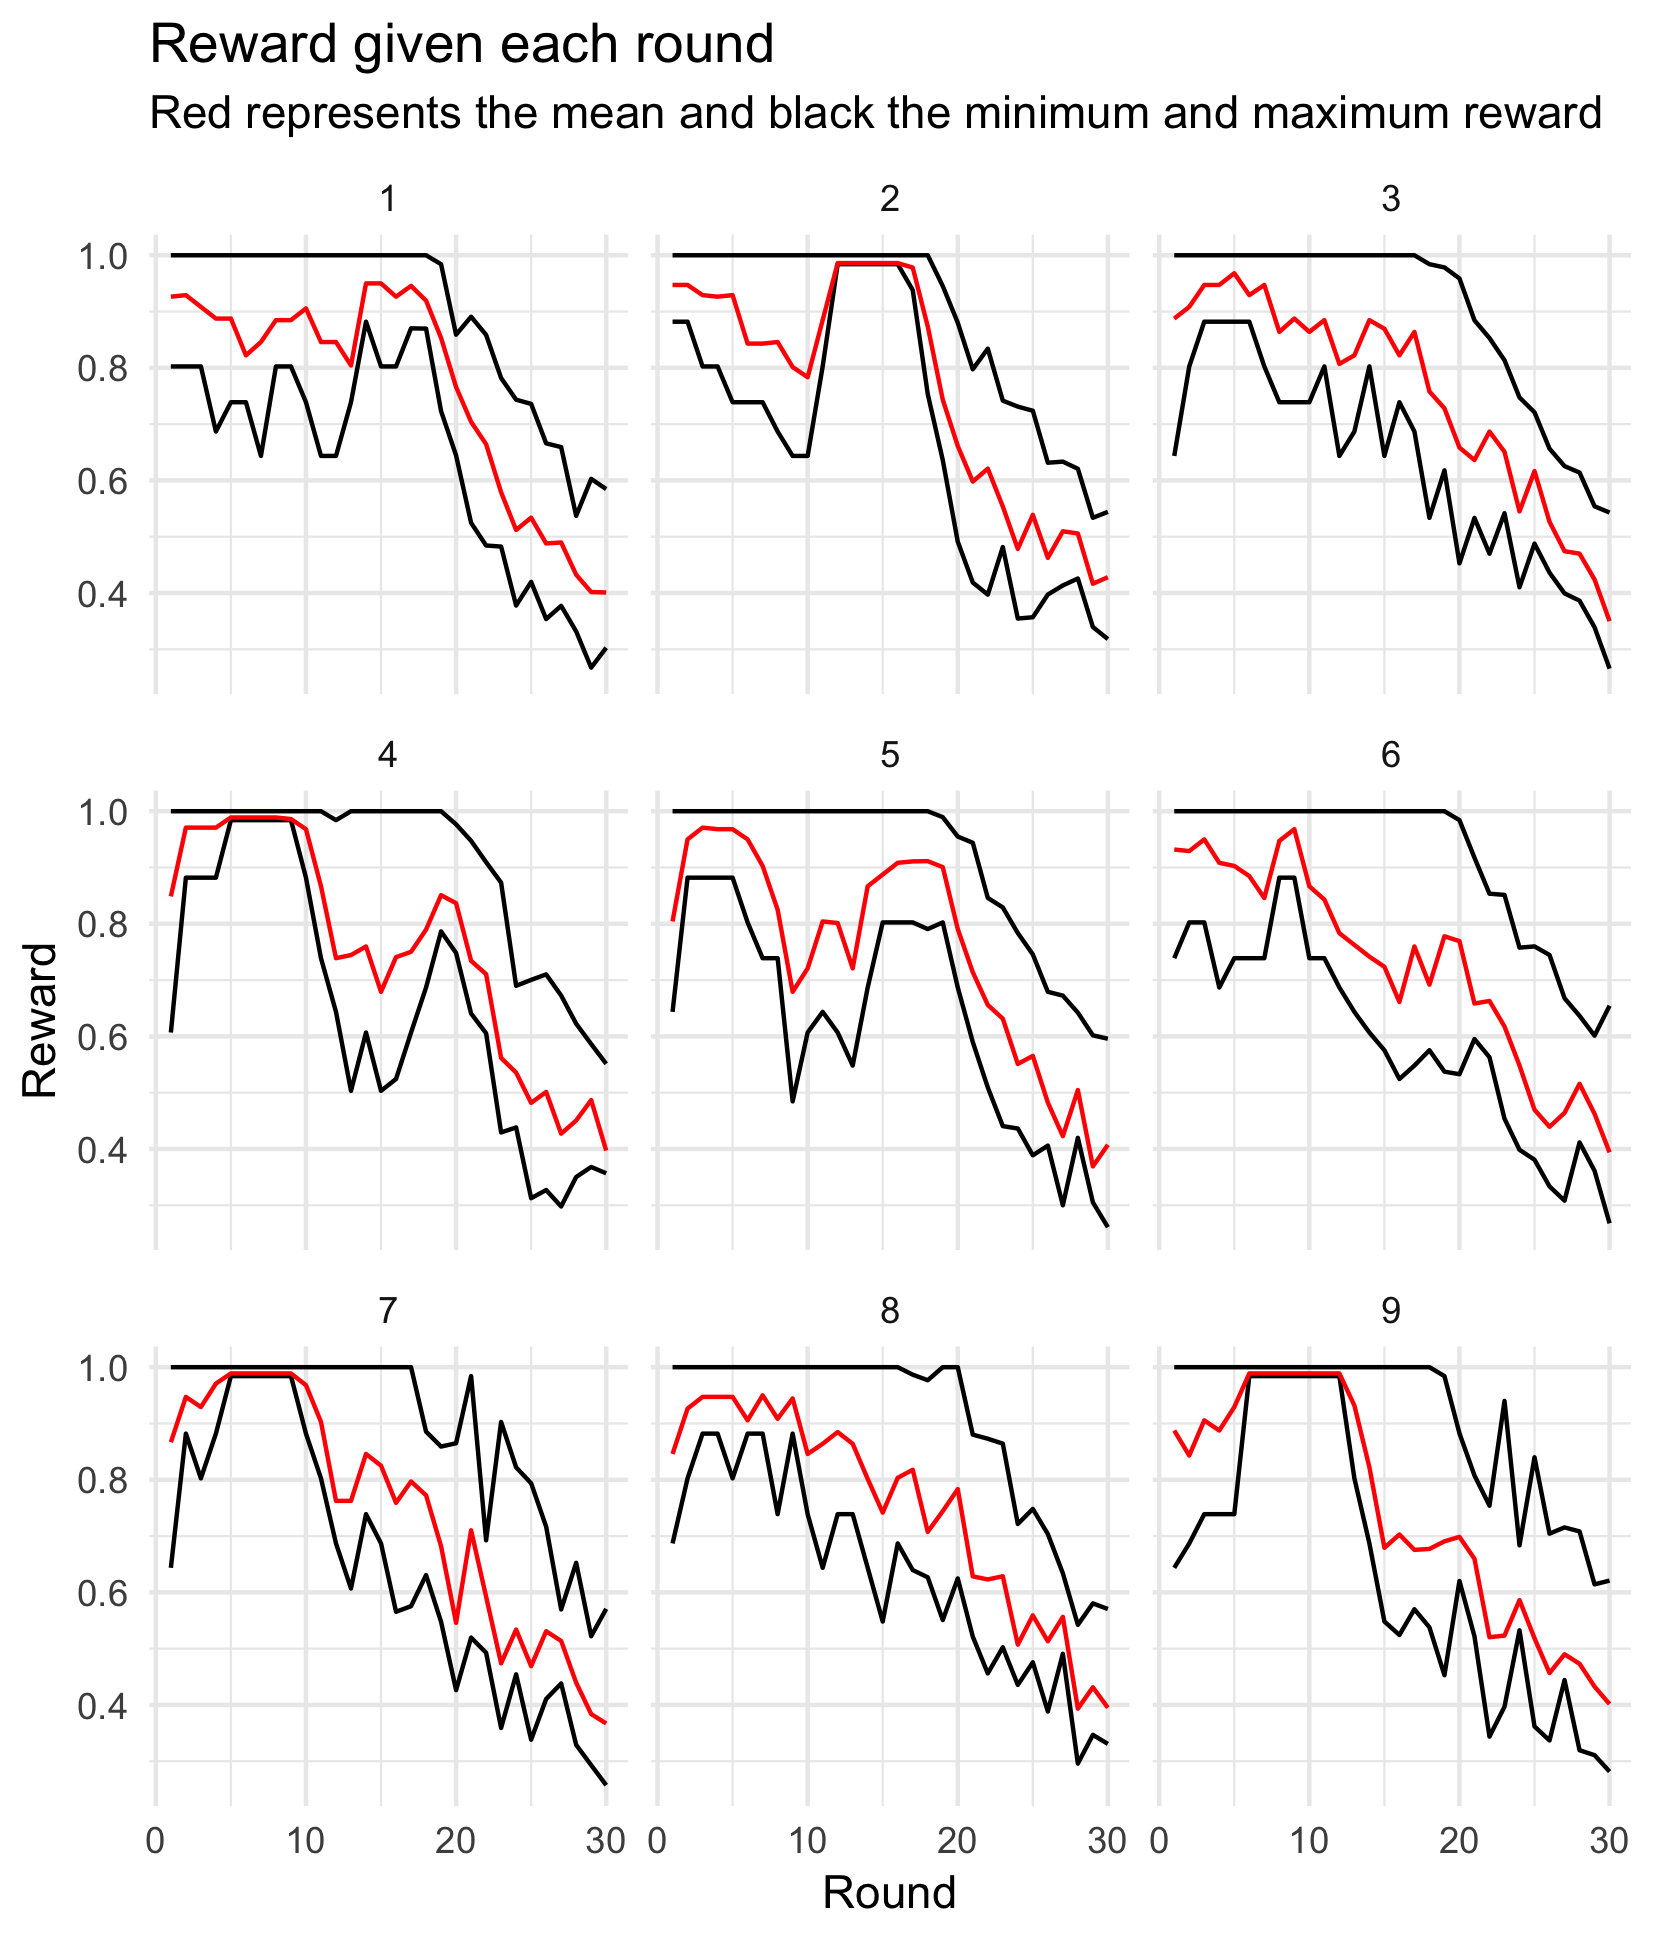 Reward given each round
Red represents the mean and black the minimum and maximum reward
1 2 3
1.0
0.8
0.6
0.4
4 5 6
1.0
0.8
0.6
0.4
Reward
7 8 9
1.0
0.8
0.6
0.4
0 10 20 30 0 10 20 30 0 10 20 30
Round